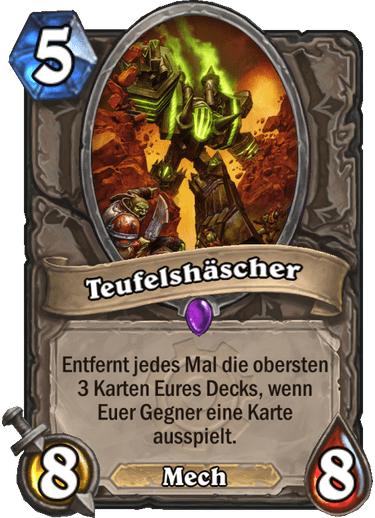 5
Teufelshäscher
Entfernt jedes Mal die obersten
3 Karten Eures Decks, wenn
Euer Gegner eine Karte
ausspielt.
8
Mech
8